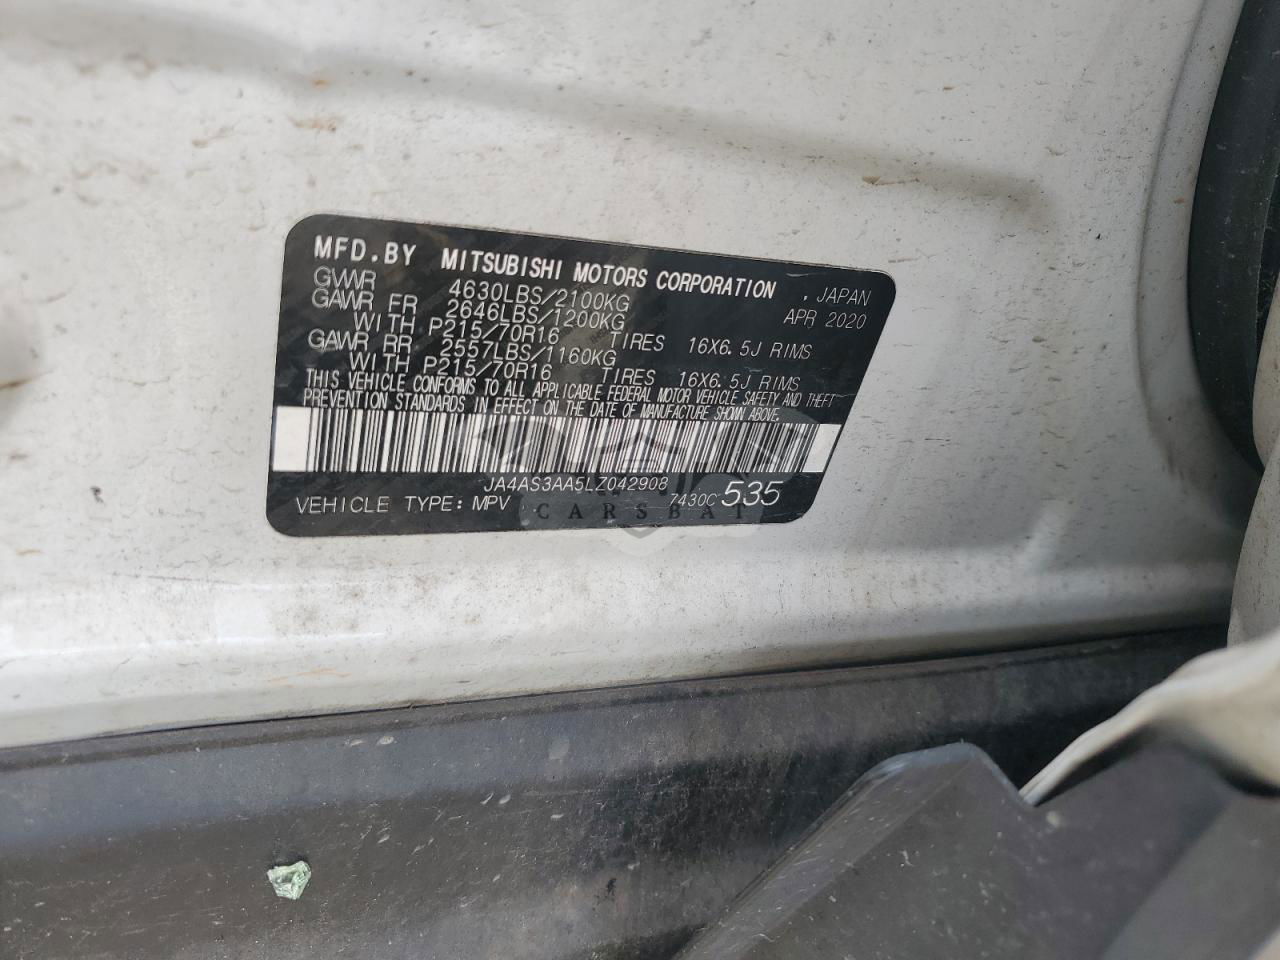 MFD.BY MITSUBISHI MOTORS CORPORATION , JAPAN
GVWR 4630LBS/2100KG APR 2020
GAWR FR 2646LBS/1200KG
WITH P215/70R16 TIRES 16X6.5J RIMS
GAWR RR 2557LBS/1160KG
WITH P215/70R16 TIRES 16X6.5J RIMS
THIS VEHICLE CONFORMS TO ALL APPLICABLE FEDERAL MOTOR VEHICLE SAFETY AND THEFT
PREVENTION STANDARDS IN EFFECT ON THE DATE OF MANUFACTURE SHOWN ABOVE.
JA4AS3AA5LZ042908
VEHICLE TYPE: MPV 7430C 535
CARSBAT